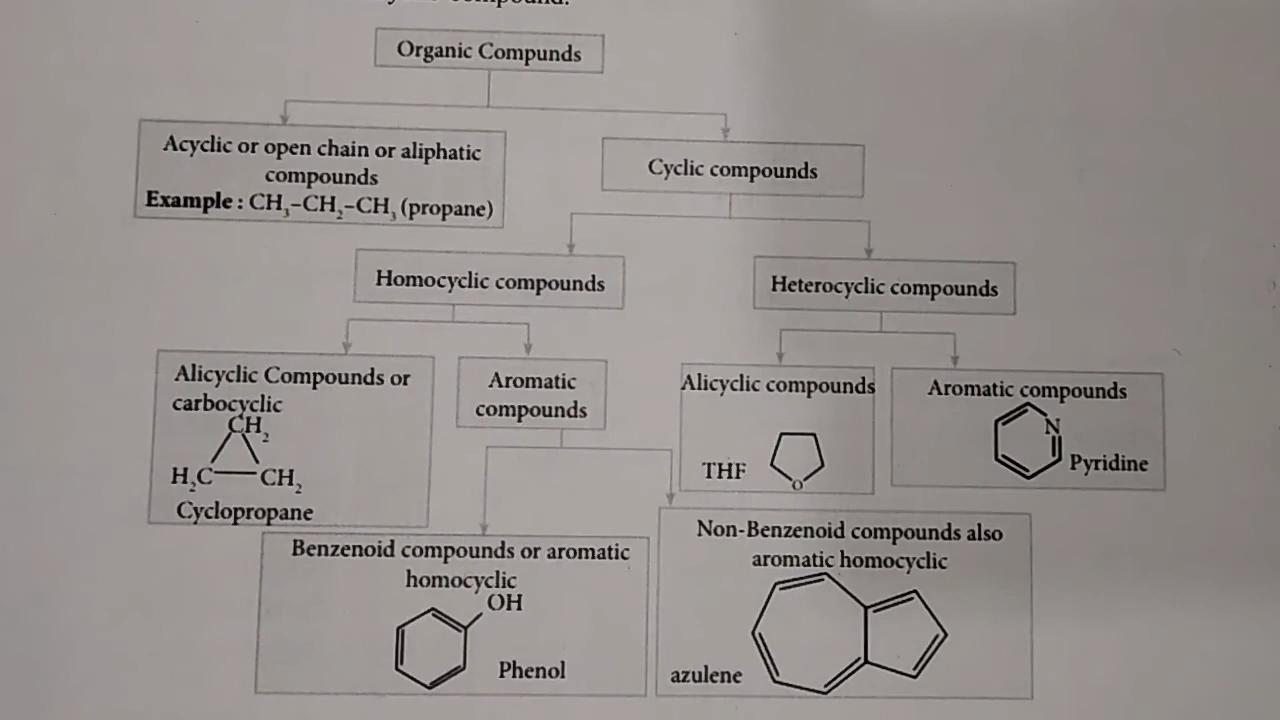 Organic Compunds
Acyclic or open chain or aliphatic
compounds
Example : CH₃–CH₂–CH₃ (propane)
Cyclic compounds
Homocyclic compounds
Heterocyclic compounds
Alicyclic Compounds or
carbocyclic
CH₂
H₂C CH₂
Cyclopropane
Aromatic
compounds
Alicyclic compounds
THF
O
Aromatic compounds
N
Pyridine
Benzenoid compounds or aromatic
homocyclic
OH
Phenol
Non-Benzenoid compounds also
aromatic homocyclic
azulene